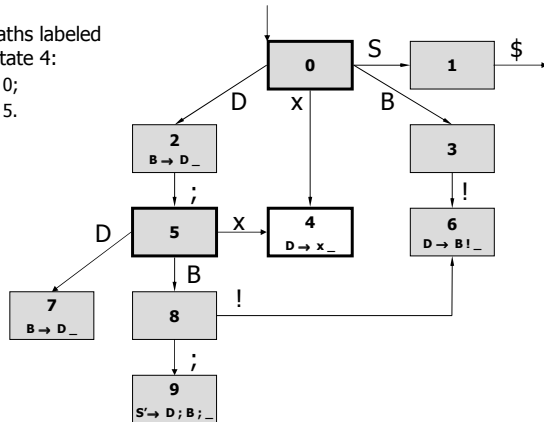 aths labeled
tate 4:
0;
5.
0
S
1
$
D
x
B
2
B → D _
3
;
!
5
x
4
D → x _
6
D → B ! _
D
B
7
B → D _
8
!
;
9
S' → D ; B ; _